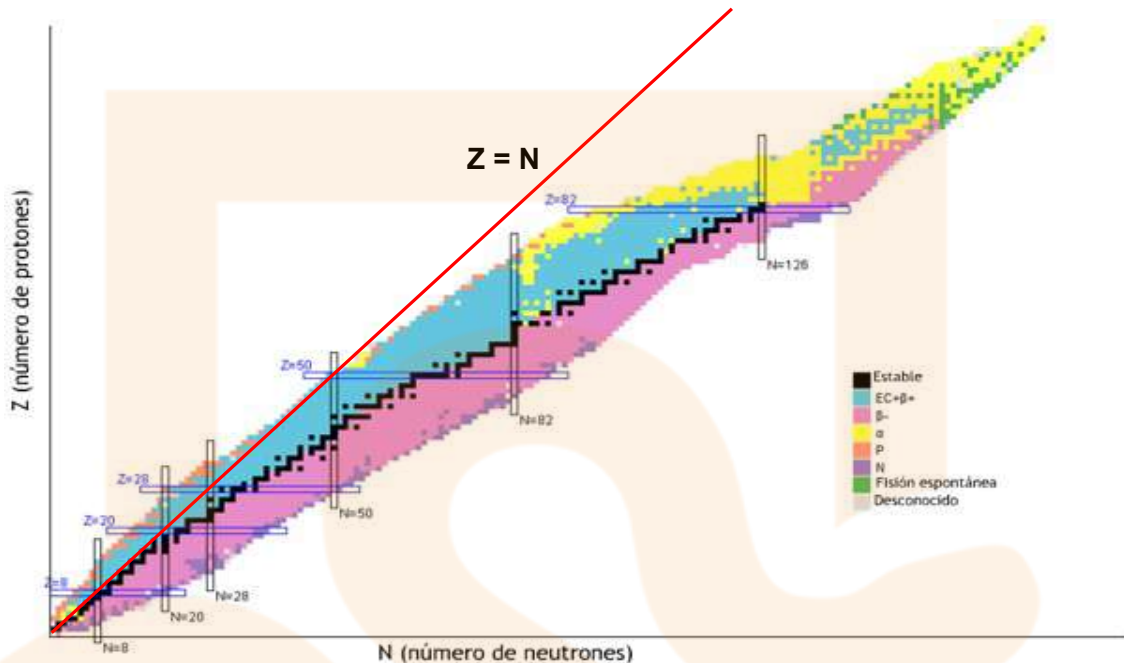 Z = N
Z=82
N=126
Z=50
N=82
Z=28
N=50
Z=20
N=28
Z=8
N=20
N=8
Z (número de protones)
N (número de neutrones)
Estable
EC+β+
β-
α
P
N
Fisión espontánea
Desconocido